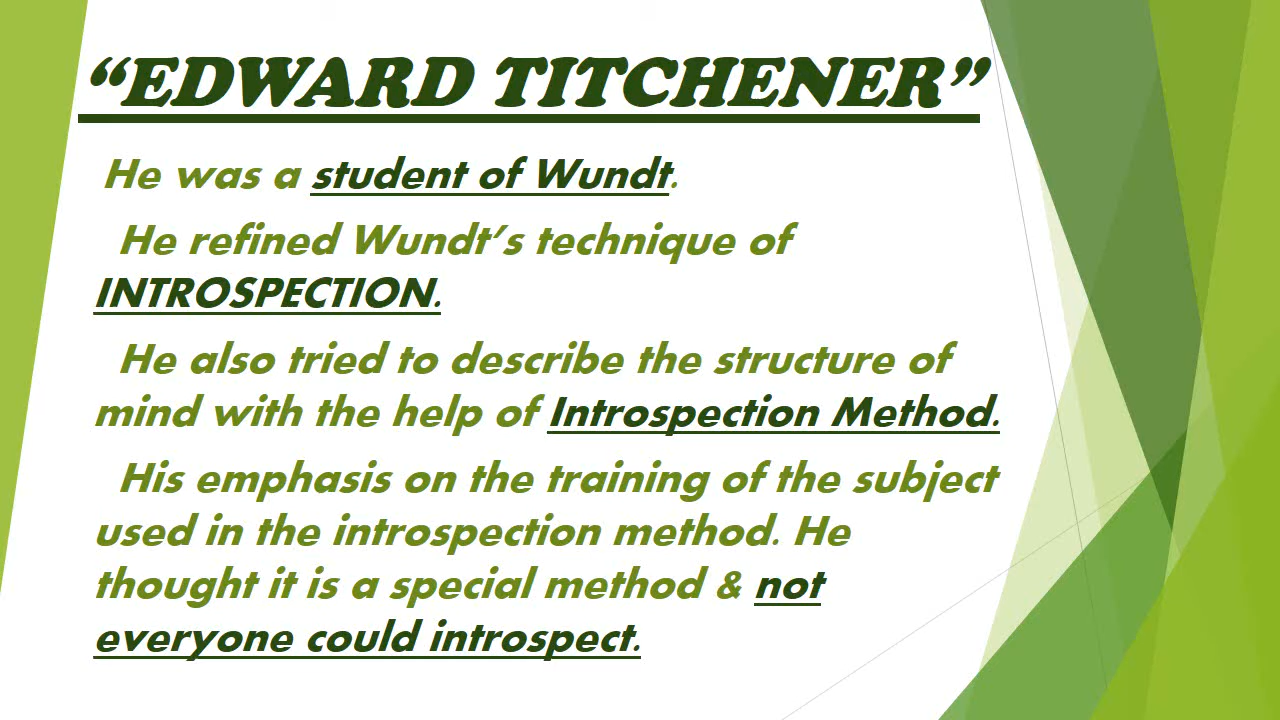 “EDWARD TITCHENER”
He was a student of Wundt.
He refined Wundt’s technique of
INTROSPECTION.
He also tried to describe the structure of
mind with the help of Introspection Method.
His emphasis on the training of the subject
used in the introspection method. He
thought it is a special method & not
everyone could introspect.